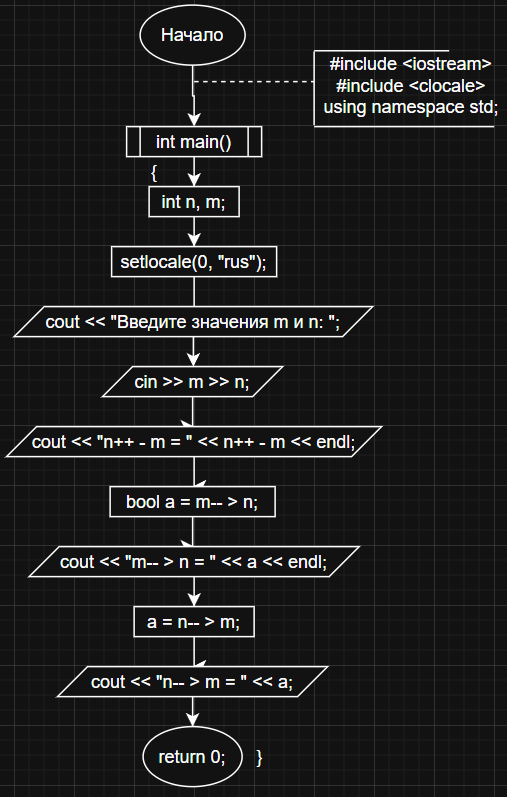 Начало
#include <iostream>
#include <clocale>
using namespace std;
int main()
{
int n, m;
setlocale(0, "rus");
cout << "Введите значения m и n: ";
cin >> m >> n;
cout << "n++ - m = " << n++ - m << endl;
bool a = m-- > n;
cout << "m-- > n = " << a << endl;
a = n-- > m;
cout << "n-- > m = " << a;
return 0; }